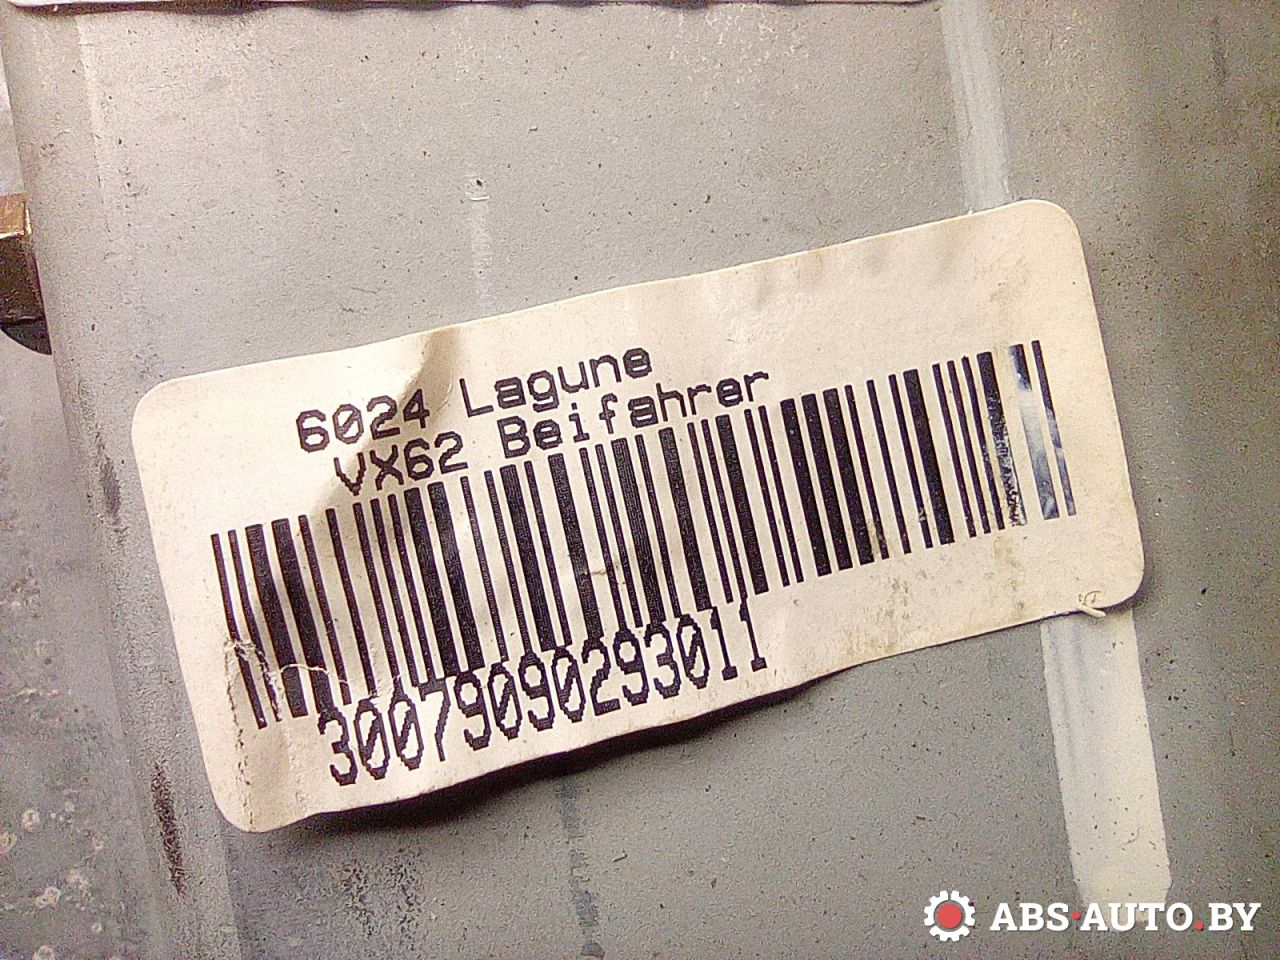 6024 Lagune
VX62 Beifahrer
30079090293011
ABS·AUTO.BY